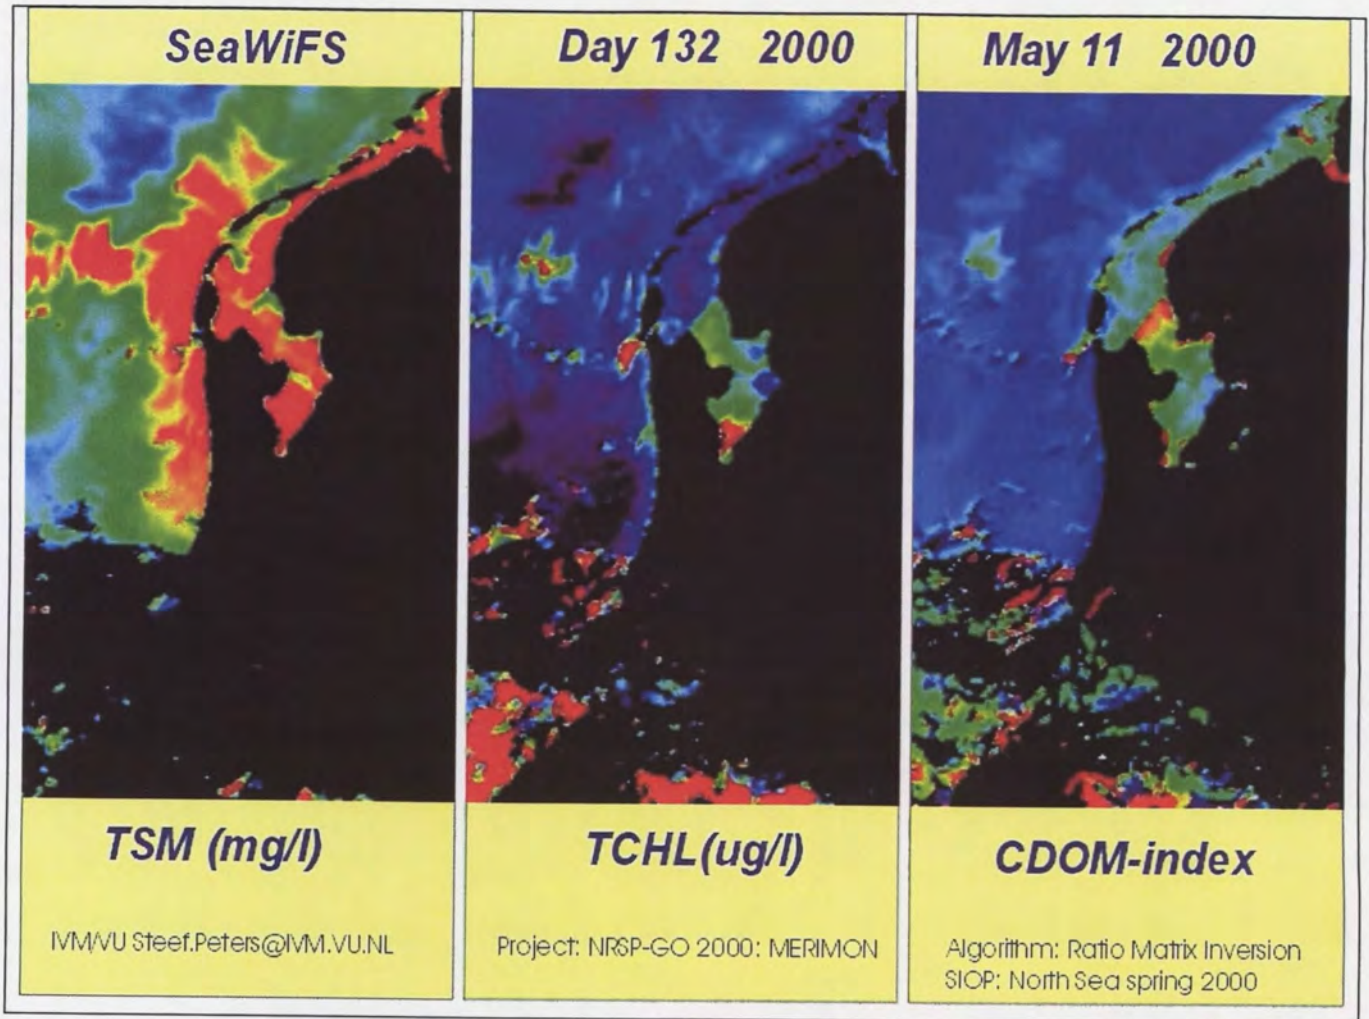 SeaWiFS
Day 132 2000
May 11 2000
TSM (mg/l)
TCHL(ug/l)
CDOM-index
IVM/VU Steef.Peters@IVM.VU.NL
Project: NRSP-GO 2000: MERIMON
Algorithm: Ratio Matrix Inversion
SIOP: North Sea spring 2000